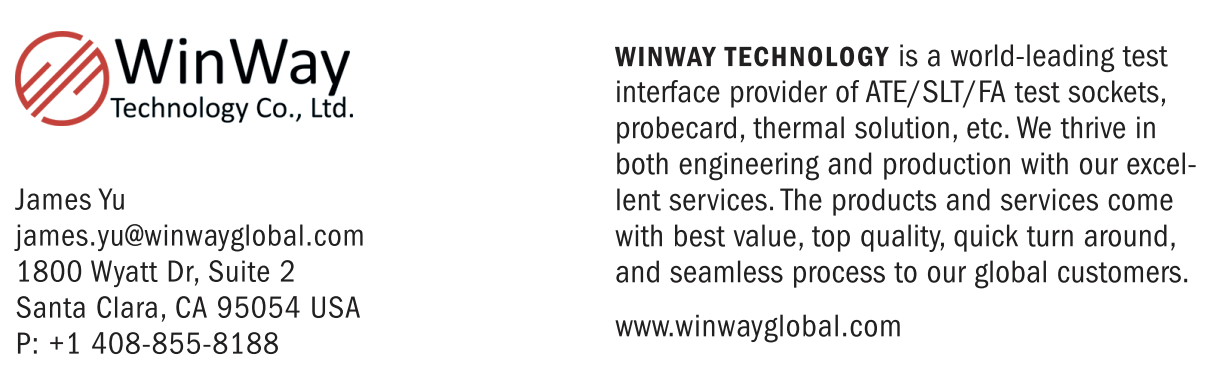 WinWay
Technology Co., Ltd.
James Yu
james.yu@winwayglobal.com
1800 Wyatt Dr, Suite 2
Santa Clara, CA 95054 USA
P: +1 408-855-8188
WINWAY TECHNOLOGY is a world-leading test
interface provider of ATE/SLT/FA test sockets,
probecard, thermal solution, etc. We thrive in
both engineering and production with our excel-
lent services. The products and services come
with best value, top quality, quick turn around,
and seamless process to our global customers.
www.winwayglobal.com